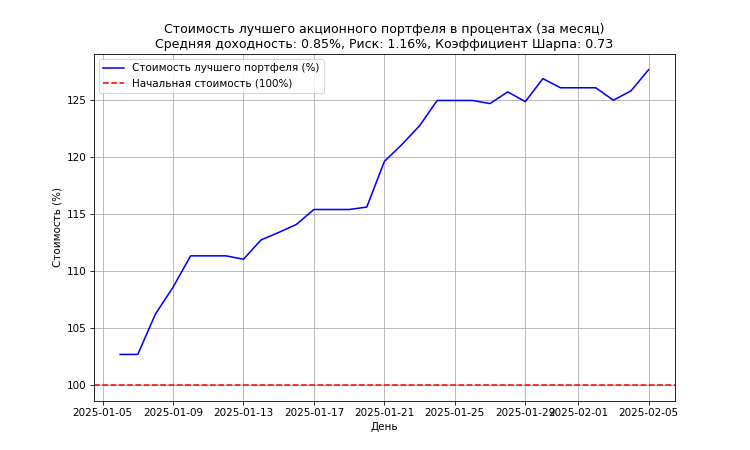 Стоимость лучшего акционного портфеля в процентах (за месяц)
Средняя доходность: 0.85%, Риск: 1.16%, Коэффициент Шарпа: 0.73
Стоимость лучшего портфеля (%)
Начальная стоимость (100%)
Стоимость (%)
125
120
115
110
105
100
2025-01-05 2025-01-09 2025-01-13 2025-01-17 2025-01-21 2025-01-25 2025-01-29 2025-02-01 2025-02-05
День